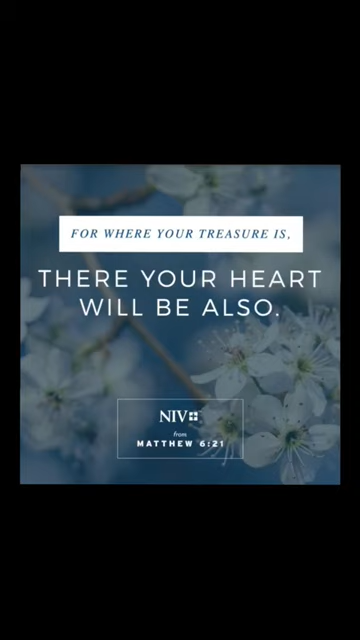 FOR WHERE YOUR TREASURE IS,
THERE YOUR HEART
WILL BE ALSO.
NIV
from
MATTHEW 6:21